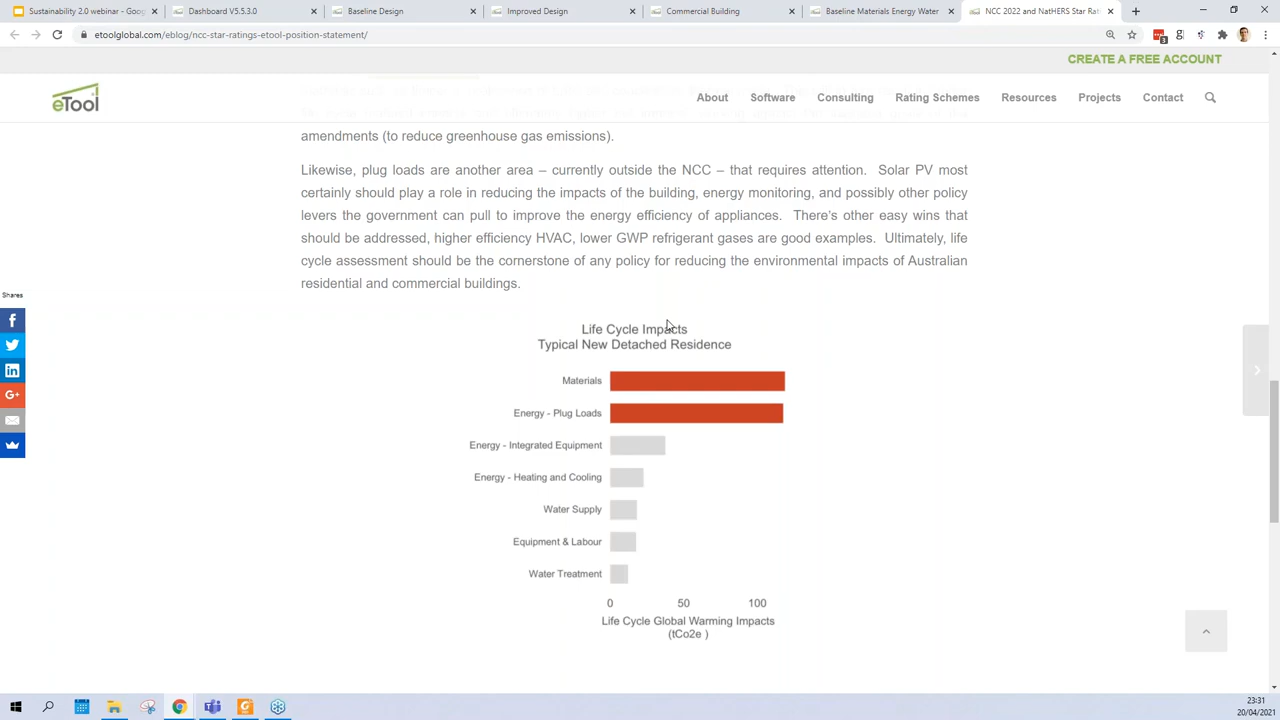 Sustainability 2.0 webinar - Goog
Dashboard V5.5.3.0
Baseline Design
Improved Design
Commercial Building
Baseline Materials Energy Water
NCC 2022 and NatHERS Star Rat
etoolglobal.com/eblog/ncc-star-ratings-etool-position-statement/
3
CREATE A FREE ACCOUNT
eTool
About
Software
Consulting
Rating Schemes
Resources
Projects
Contact
amendments (to reduce greenhouse gas emissions).
Likewise, plug loads are another area – currently outside the NCC – that requires attention. Solar PV most
certainly should play a role in reducing the impacts of the building, energy monitoring, and possibly other policy
levers the government can pull to improve the energy efficiency of appliances. There's other easy wins that
should be addressed, higher efficiency HVAC, lower GWP refrigerant gases are good examples. Ultimately, life
cycle assessment should be the cornerstone of any policy for reducing the environmental impacts of Australian
residential and commercial buildings.
Shares
Life Cycle Impacts
Typical New Detached Residence
Materials
Energy - Plug Loads
Energy - Integrated Equipment
Energy - Heating and Cooling
Water Supply
Equipment & Labour
Water Treatment
0 50 100
Life Cycle Global Warming Impacts
(tCo2e )
23:31
20/04/2021